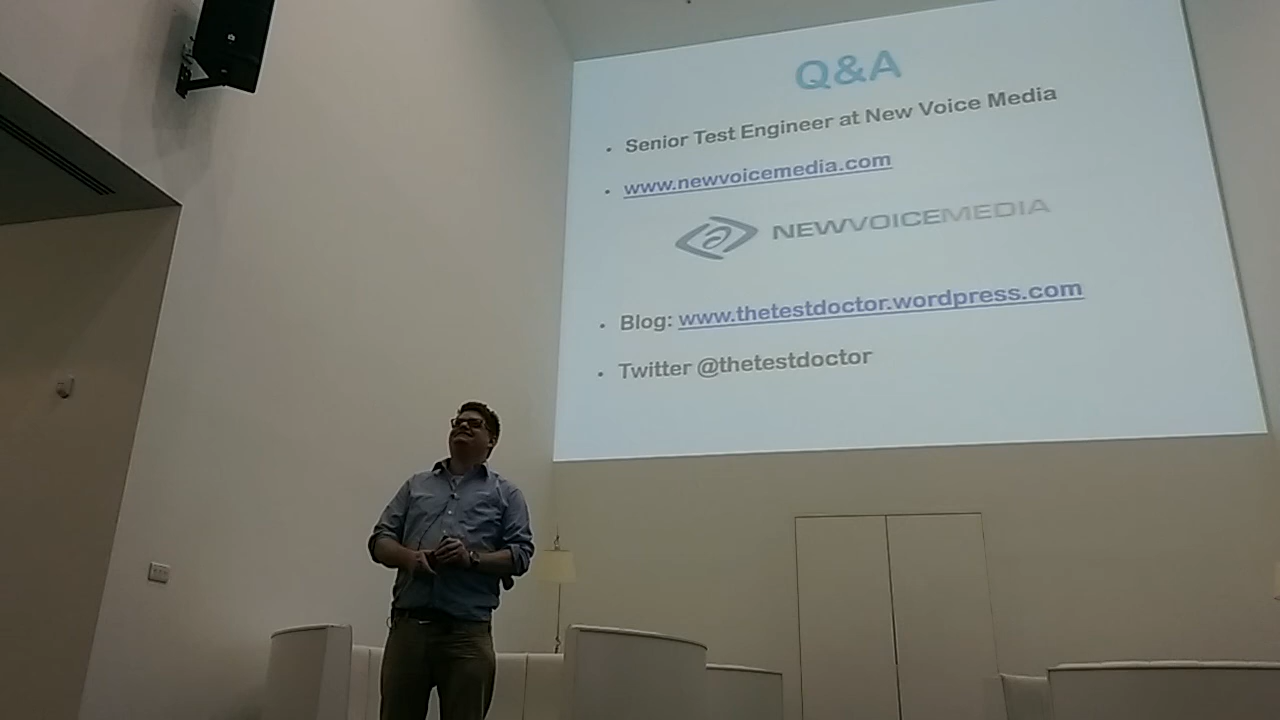 Q&A
• Senior Test Engineer at New Voice Media
• www.newvoicemedia.com
NEWVOICEMEDIA
• Blog: www.thetestdoctor.wordpress.com
• Twitter @thetestdoctor